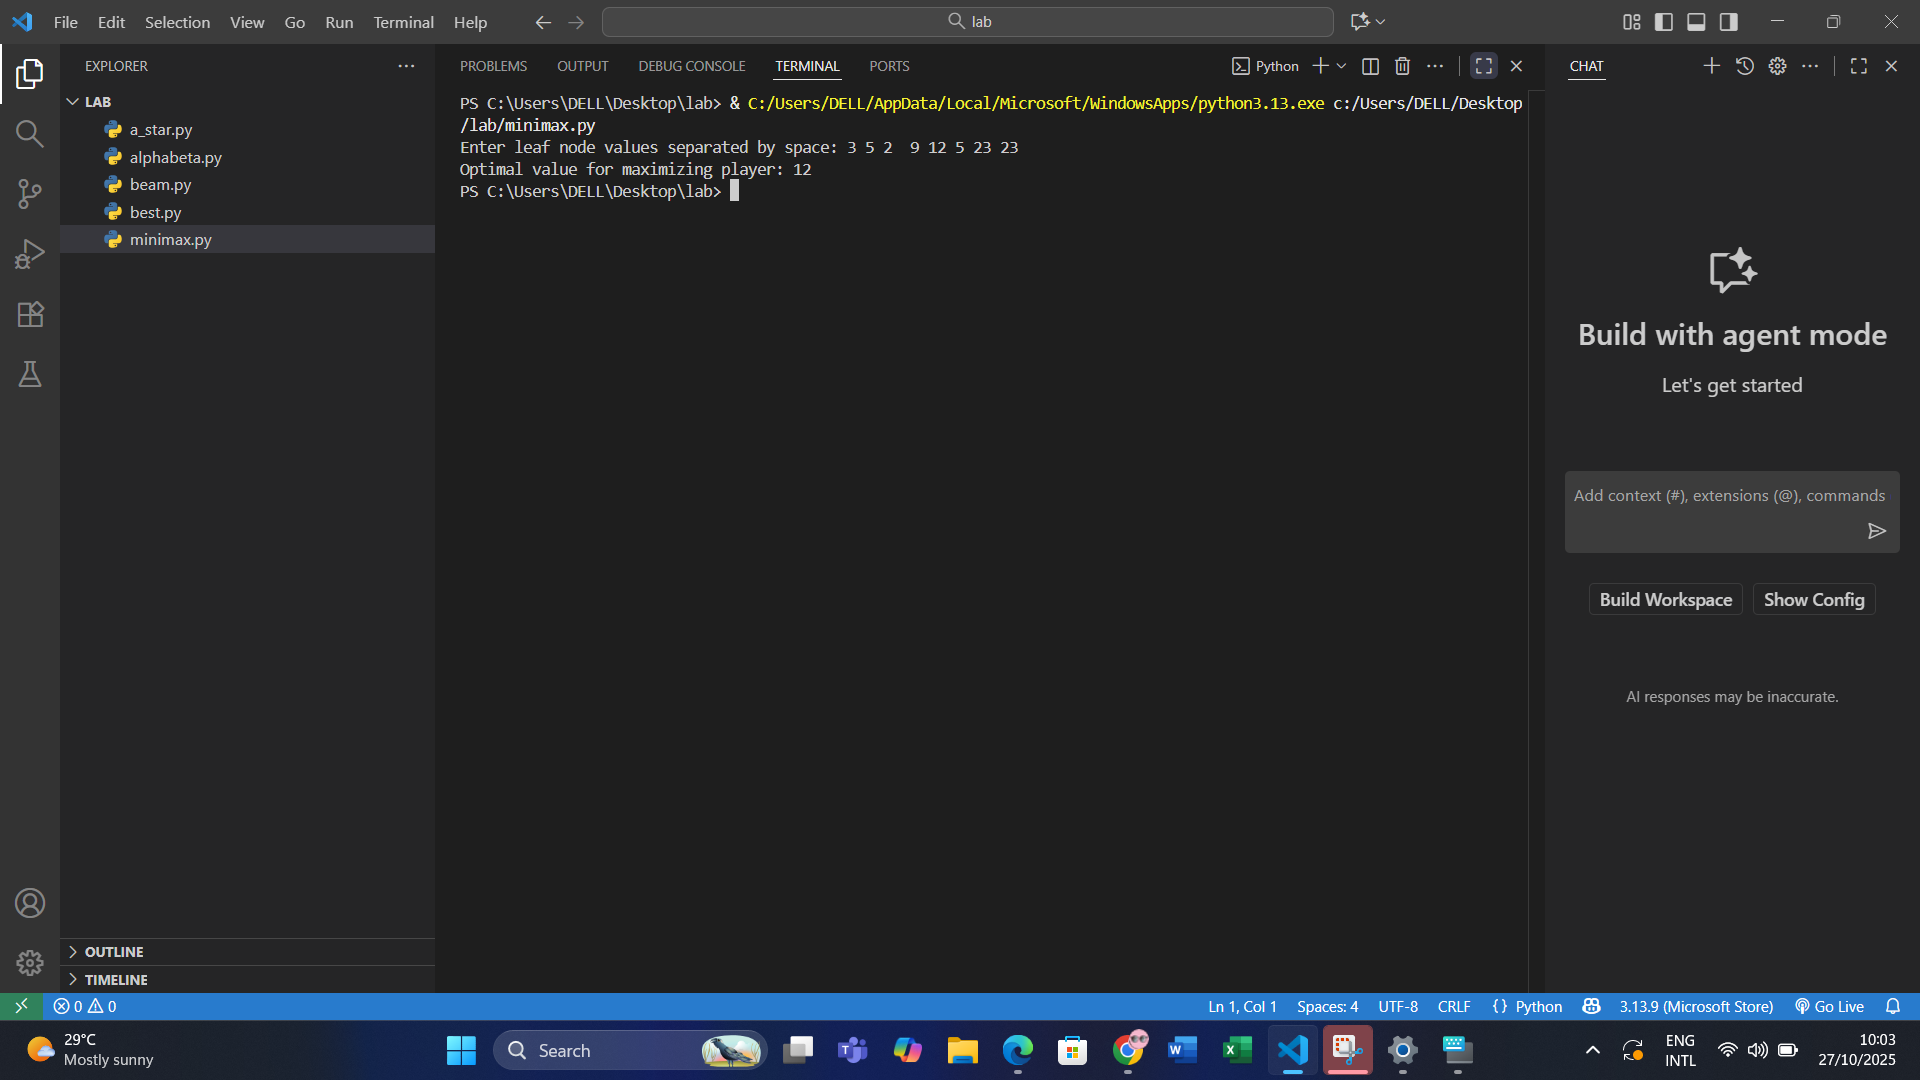 File Edit Selection View Go Run Terminal Help
lab
EXPLORER
LAB
a_star.py
alphabeta.py
beam.py
best.py
minimax.py
OUTLINE
TIMELINE
PROBLEMS OUTPUT DEBUG CONSOLE TERMINAL PORTS
Python
PS C:\Users\DELL\Desktop\lab> & C:/Users/DELL/AppData/Local/Microsoft/WindowsApps/python3.13.exe c:/Users/DELL/Desktop
/lab/minimax.py
Enter leaf node values separated by space: 3 5 2  9 12 5 23 23
Optimal value for maximizing player: 12
PS C:\Users\DELL\Desktop\lab>
CHAT
Build with agent mode
Let's get started
Add context (#), extensions (@), commands
Build Workspace Show Config
AI responses may be inaccurate.
0 0
Ln 1, Col 1 Spaces: 4 UTF-8 CRLF {} Python 3.13.9 (Microsoft Store) Go Live
29°C
Mostly sunny
Search
ENG
INTL
10:03
27/10/2025